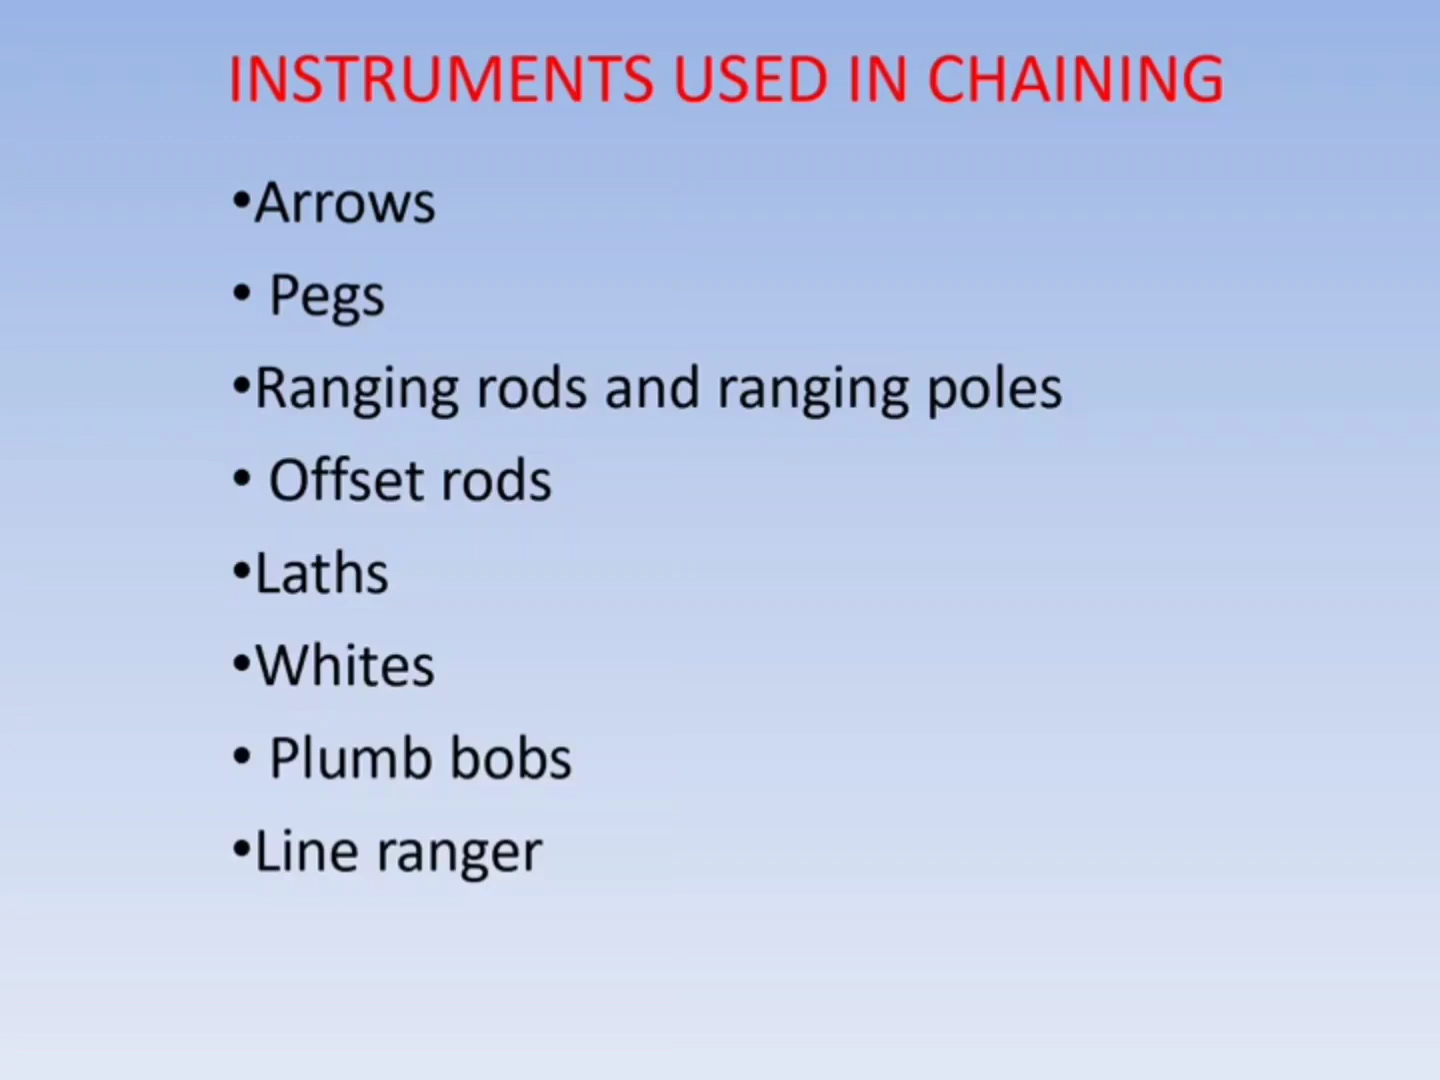 INSTRUMENTS USED IN CHAINING
•Arrows
• Pegs
•Ranging rods and ranging poles
• Offset rods
•Laths
•Whites
• Plumb bobs
•Line ranger